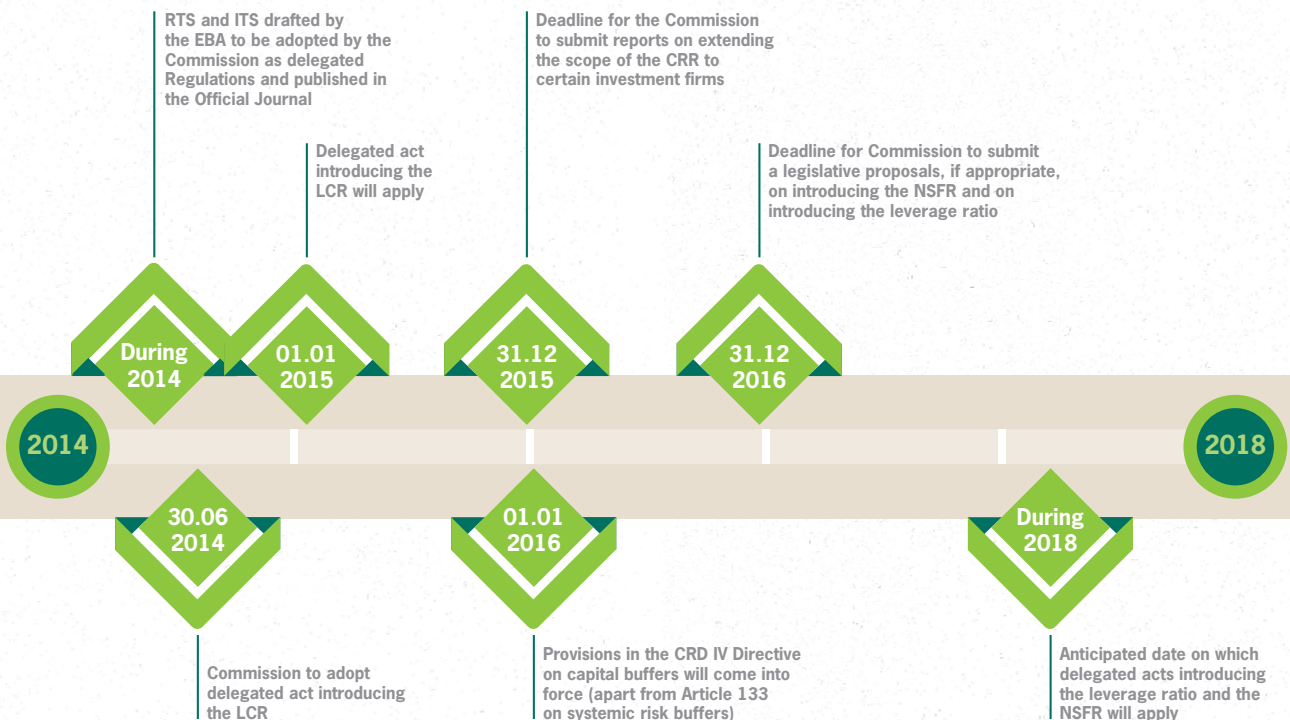 RTS and ITS drafted by
the EBA to be adopted by the
Commission as delegated
Regulations and published in
the Official Journal
Deadline for the Commission
to submit reports on extending
the scope of the CRR to
certain investment firms
Delegated act
introducing the
LCR will apply
Deadline for Commission to submit
a legislative proposals, if appropriate,
on introducing the NSFR and on
introducing the leverage ratio
During
2014
01.01
2015
31.12
2015
31.12
2016
2014
2018
30.06
2014
01.01
2016
During
2018
Commission to adopt
delegated act introducing
the LCR
Provisions in the CRD IV Directive
on capital buffers will come into
force (apart from Article 133
on systemic risk buffers)
Anticipated date on which
delegated acts introducing
the leverage ratio and the
NSFR will apply